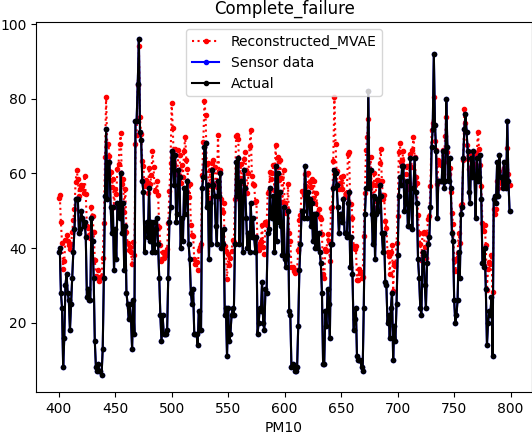 Complete_failure
Reconstructed_MVAE
Sensor data
Actual
100
80
60
40
20
400 450 500 550 600 650 700 750 800
PM10